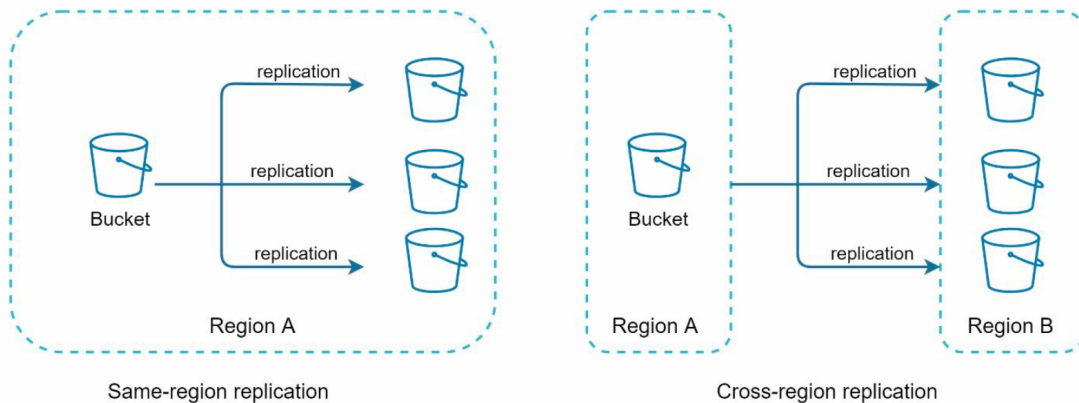 replication
replication
replication
Bucket
Region A
Same-region replication
replication
replication
replication
Bucket
Region A
Region B
Cross-region replication